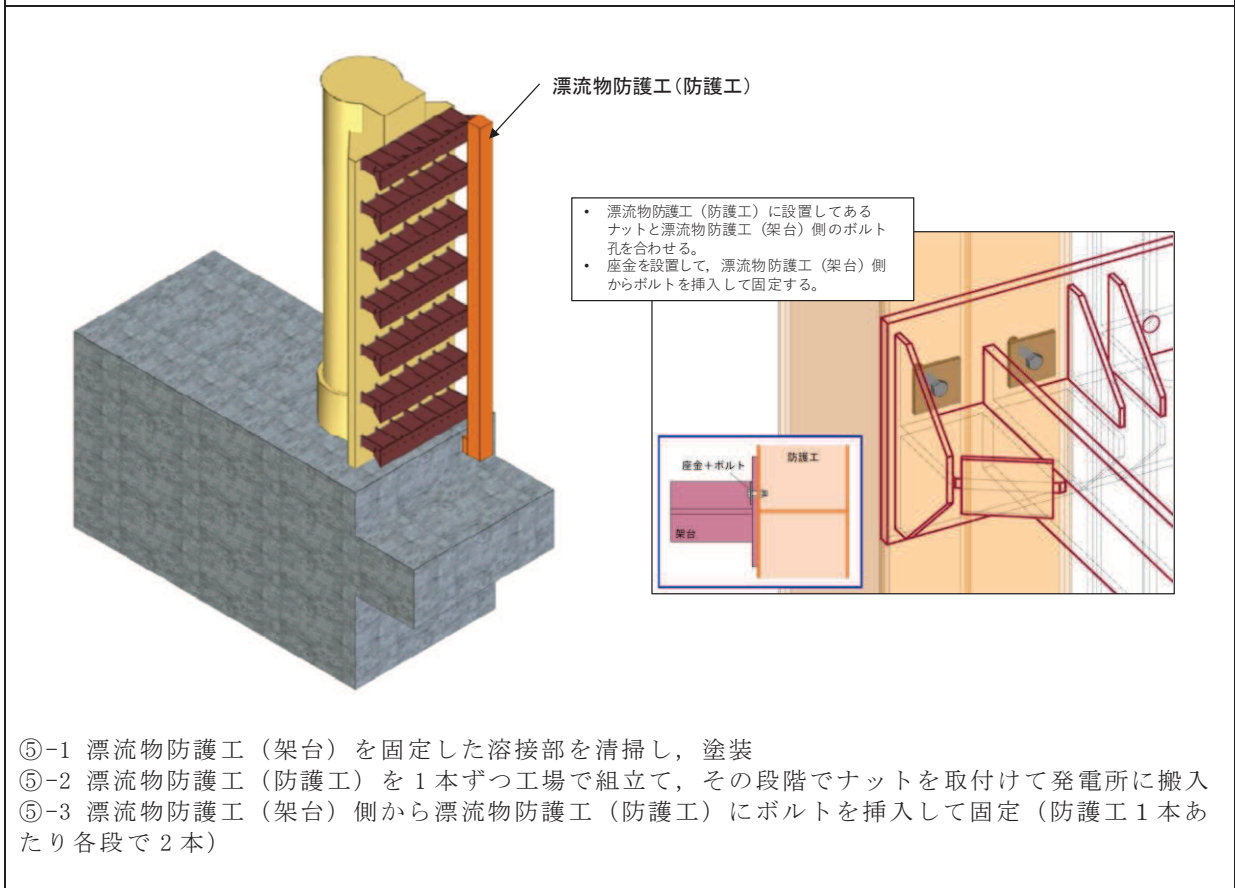 漂流物防護工(防護工)
• 漂流物防護工（防護工）に設置してある
ナットと漂流物防護工（架台）側のボルト
孔を合わせる。
• 座金を設置して，漂流物防護工（架台）側
からボルトを挿入して固定する。
座金＋ボルト
防護工
架台
⑤-1 漂流物防護工（架台）を固定した溶接部を清掃し，塗装
⑤-2 漂流物防護工（防護工）を1本ずつ工場で組立て，その段階でナットを取付けて発電所に搬入
⑤-3 漂流物防護工（架台）側から漂流物防護工（防護工）にボルトを挿入して固定（防護工１本あ
たり各段で２本）